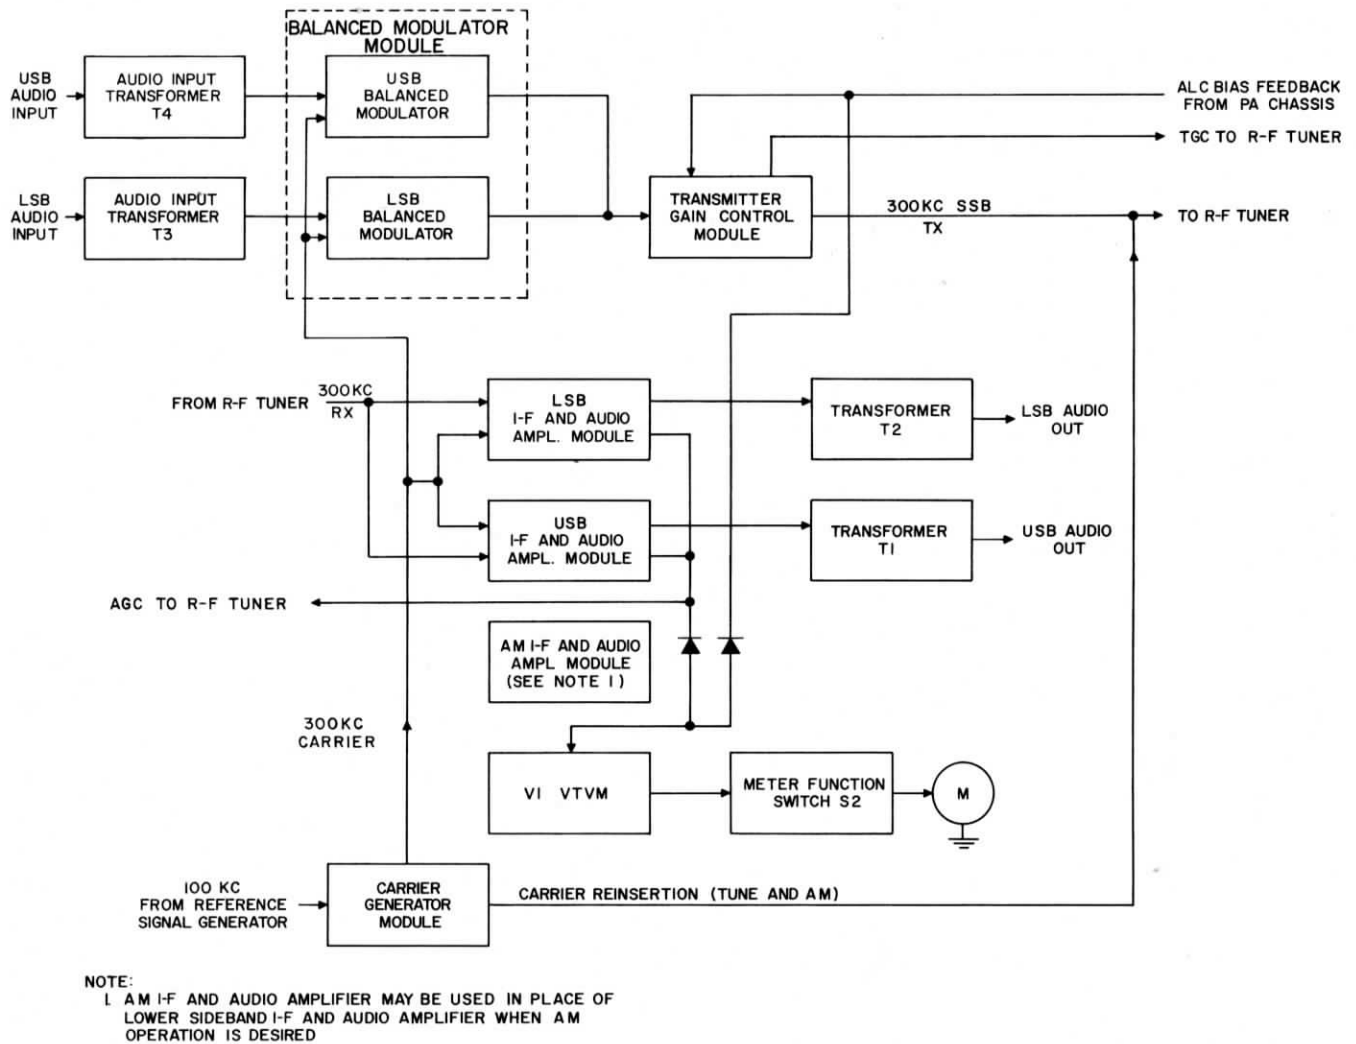 BALANCED MODULATOR
MODULE
USB
AUDIO
INPUT
AUDIO INPUT
TRANSFORMER
T4
USB
BALANCED
MODULATOR
ALC BIAS FEEDBACK
FROM PA CHASSIS
TGC TO R-F TUNER
LSB
AUDIO
INPUT
AUDIO INPUT
TRANSFORMER
T3
LSB
BALANCED
MODULATOR
TRANSMITTER
GAIN CONTROL
MODULE
300KC SSB
TX
TO R-F TUNER
FROM R-F TUNER
300KC
RX
LSB
I-F AND AUDIO
AMPL. MODULE
TRANSFORMER
T2
LSB AUDIO
OUT
USB
I-F AND AUDIO
AMPL. MODULE
TRANSFORMER
T1
USB AUDIO
OUT
AGC TO R-F TUNER
AM I-F AND AUDIO
AMPL MODULE
(SEE NOTE 1)
300KC
CARRIER
V1 VTVM
METER FUNCTION
SWITCH S2
M
100 KC
FROM REFERENCE
SIGNAL GENERATOR
CARRIER
GENERATOR
MODULE
CARRIER REINSERTION (TUNE AND AM)
NOTE:
1. AM I-F AND AUDIO AMPLIFIER MAY BE USED IN PLACE OF
LOWER SIDEBAND I-F AND AUDIO AMPLIFIER WHEN AM
OPERATION IS DESIRED